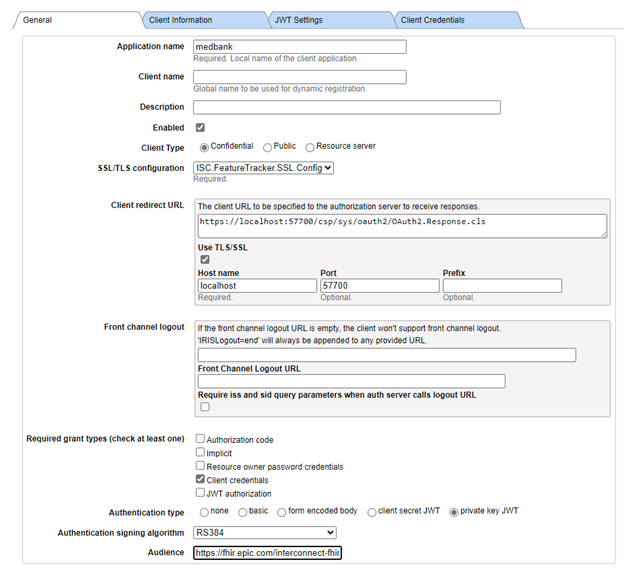 General Client Information JWT Settings Client Credentials
Application name medbank
Required. Local name of the client application.
Client name
Global name to be used for dynamic registration.
Description
Enabled
Client Type Confidential Public Resource server
SSL/TLS configuration ISC.FeatureTracker.SSL.Config
Required.
Client redirect URL The client URL to be specified to the authorization server to receive responses.
https://localhost:57700/csp/sys/oauth2/OAuth2.Response.cls
Use TLS/SSL
Host name Port Prefix
localhost 57700
Required. Optional. Optional.
Front channel logout If the front channel logout URL is empty, the client won't support front channel logout.
'IRISLogout=end' will always be appended to any provided URL.
Front Channel Logout URL
Require iss and sid query parameters when auth server calls logout URL
Required grant types (check at least one) Authorization code
Implicit
Resource owner password credentials
Client credentials
JWT authorization
Authentication type none basic form encoded body client secret JWT private key JWT
Authentication signing algorithm RS384
Audience https://fhir.epic.com/interconnect-fhir